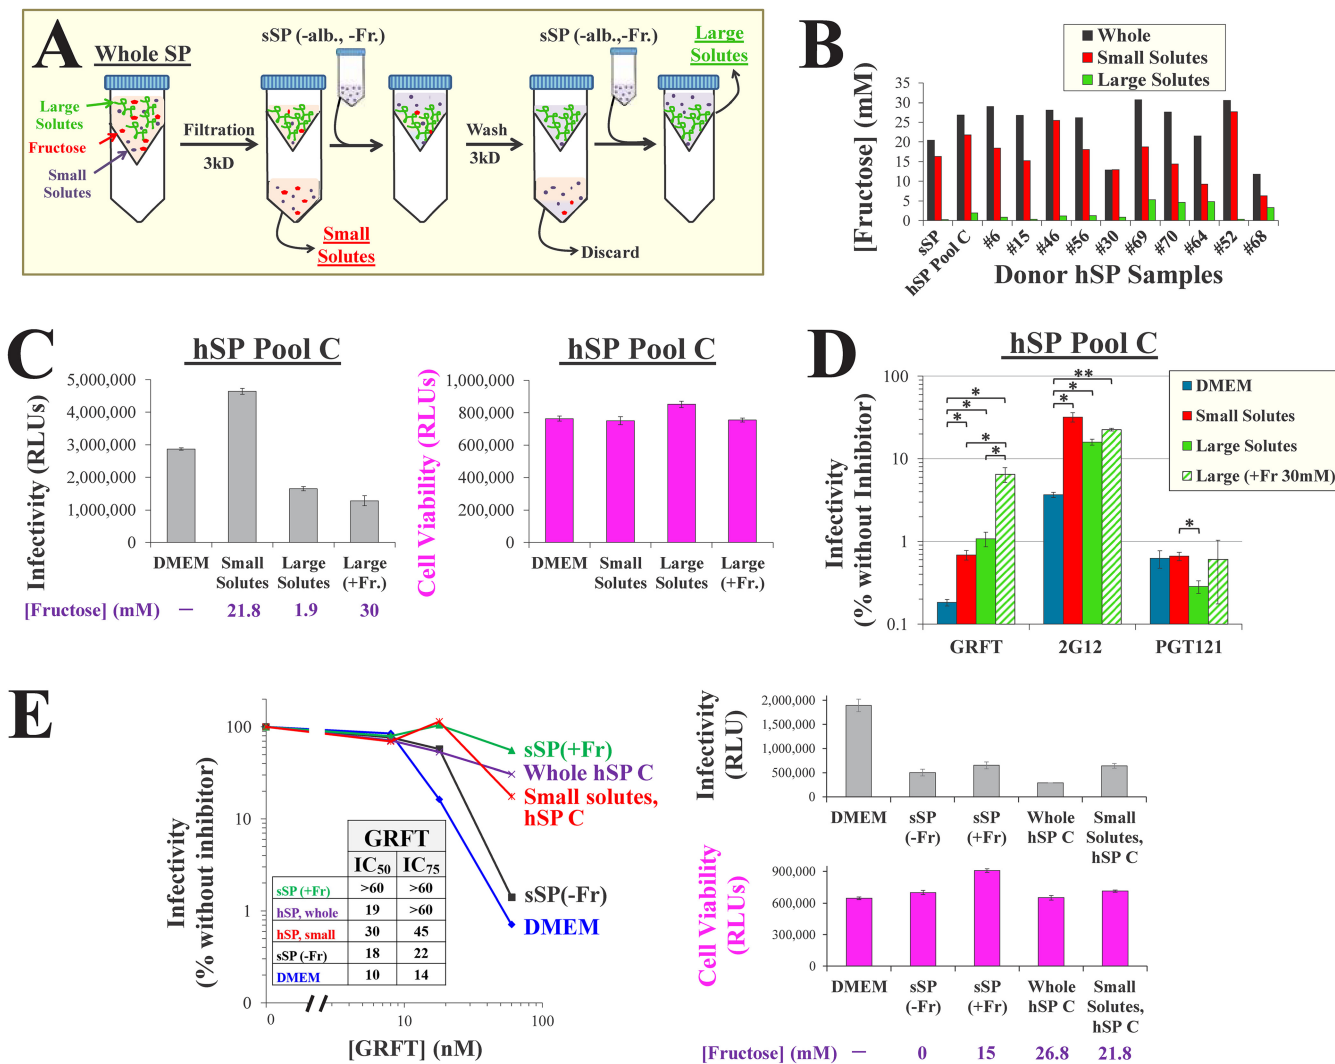 A
Whole SP
sSP (-alb., -Fr.)
sSP (-alb.,-Fr.)
Large
Solutes
Large
Solutes
Fructose
Small
Solutes
Filtration
3kD
Wash
3kD
Small
Solutes
Discard
B
Whole
Small Solutes
Large Solutes
[Fructose] (mM)
35
30
25
20
15
10
5
0
sSP
hSP Pool C
#6
#15
#46
#56
#30
#69
#70
#64
#52
#68
Donor hSP Samples
C
hSP Pool C
Infectivity (RLUs)
5,000,000
4,000,000
3,000,000
2,000,000
1,000,000
0
DMEM
Small
Solutes
Large
Solutes
Large
(+Fr.)
[Fructose] (mM) – 21.8 1.9 30
hSP Pool C
Cell Viability (RLUs)
1,000,000
800,000
600,000
400,000
200,000
0
DMEM
Small
Solutes
Large
Solutes
Large
(+Fr.)
D
hSP Pool C
Infectivity
(% without Inhibitor)
100
10
1
0.1
* * * * *
* * **
*
GRFT
2G12
PGT121
DMEM
Small Solutes
Large Solutes
Large (+Fr 30mM)
E
Infectivity
(% without inhibitor)
100
10
1
0
sSP(+Fr)
Whole hSP C
Small solutes,
hSP C
sSP(-Fr)
DMEM
GRFT
IC50 IC75
sSP (+Fr) >60 >60
hSP, whole 19 >60
hSP, small 30 45
sSP (-Fr) 18 22
DMEM 10 14
0 10 100
[GRFT] (nM)
Infectivity
(RLU)
2,000,000
1,500,000
1,000,000
500,000
0
DMEM
sSP
(-Fr)
sSP
(+Fr)
Whole
hSP C
Small
Solutes,
hSP C
Cell Viability
(RLUs)
900,000
600,000
300,000
0
DMEM
sSP
(-Fr)
sSP
(+Fr)
Whole
hSP C
Small
Solutes,
hSP C
[Fructose] (mM) – 0 15 26.8 21.8